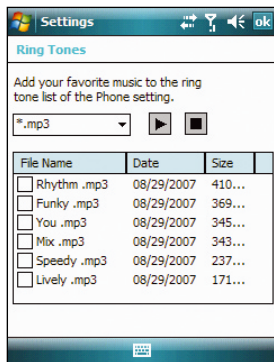 Settings ok
Ring Tones
Add your favorite music to the ring
tone list of the Phone setting.
*.mp3
File Name Date Size
Rhythm .mp3 08/29/2007 410...
Funky .mp3 08/29/2007 369...
You .mp3 08/29/2007 345...
Mix .mp3 08/29/2007 343...
Speedy .mp3 08/29/2007 237...
Lively .mp3 08/29/2007 171...